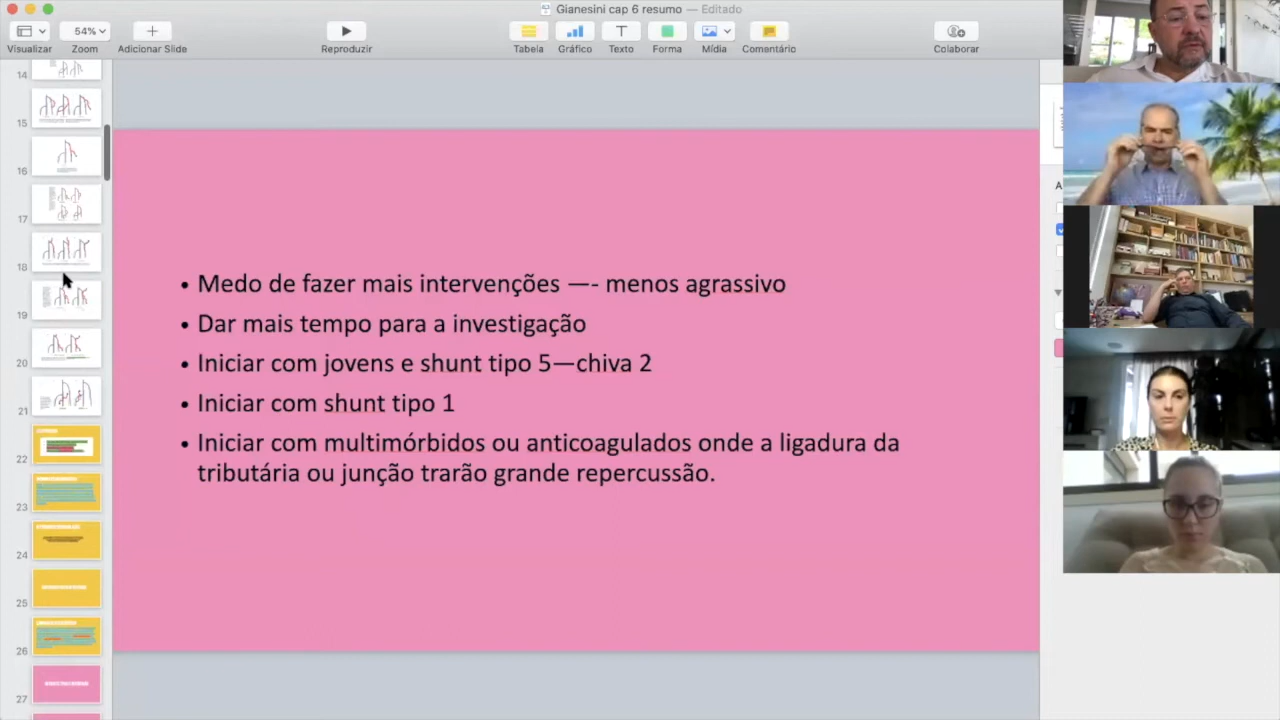 Gianesini cap 6 resumo — Editado
54%
Visualizar
Zoom
Adicionar Slide
Reproduzir
Tabela
Gráfico
Texto
Forma
Mídia
Comentário
Colaborar
14
15
16
17
18
19
20
21
22
23
24
25
26
27
• Medo de fazer mais intervenções —- menos agrassivo
• Dar mais tempo para a investigação
• Iniciar com jovens e shunt tipo 5—chiva 2
• Iniciar com shunt tipo 1
• Iniciar com multimórbidos ou anticoagulados onde a ligadura da
tributária ou junção trarão grande repercussão.